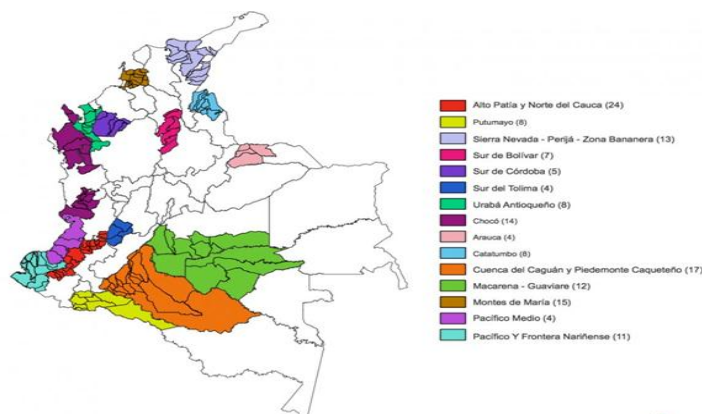 Alto Patía y Norte del Cauca (24)
Putumayo (8)
Sierra Nevada - Perijá - Zona Bananera (13)
Sur de Bolívar (7)
Sur de Córdoba (5)
Sur del Tolima (4)
Urabá Antioqueño (8)
Chocó (14)
Arauca (4)
Catatumbo (8)
Cuenca del Caguán y Piedemonte Caqueteño (17)
Macarena - Guaviare (12)
Montes de María (15)
Pacífico Medio (4)
Pacífico Y Frontera Nariñense (11)